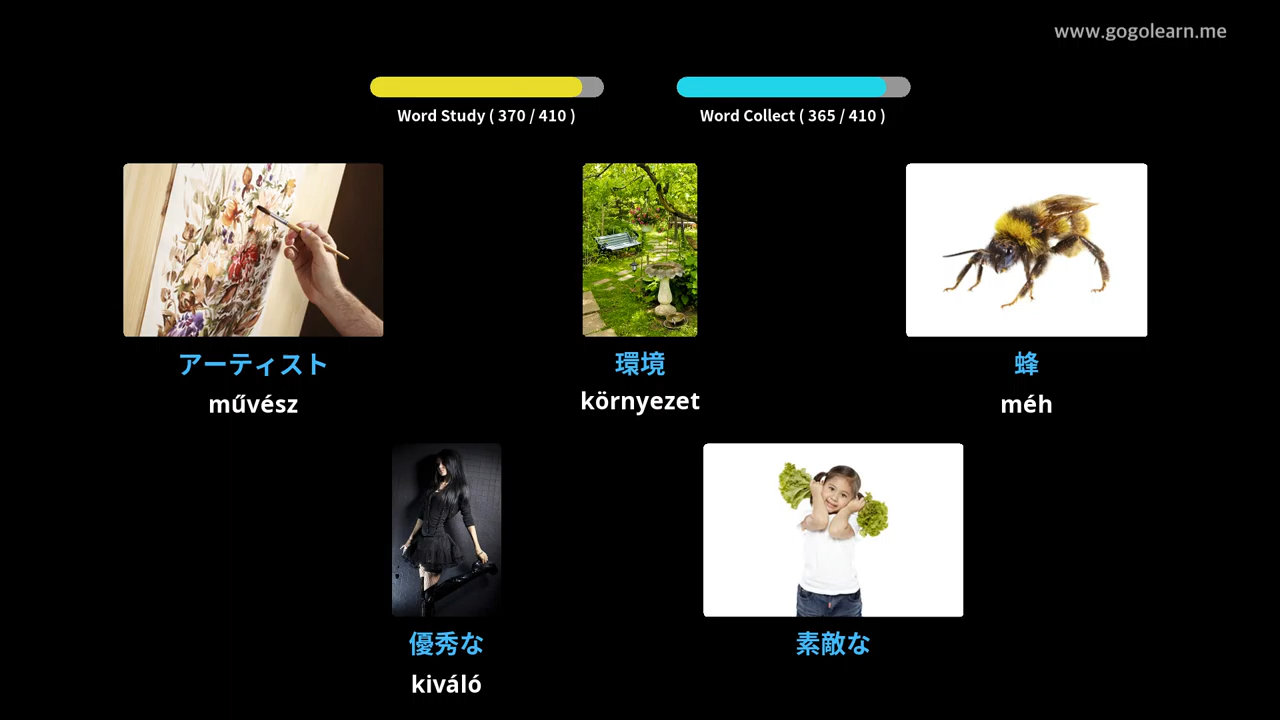 www.gogolearn.me
Word Study ( 370 / 410 )
Word Collect ( 365 / 410 )
アーティスト
művész
環境
környezet
蜂
méh
優秀な
kiváló
素敵な